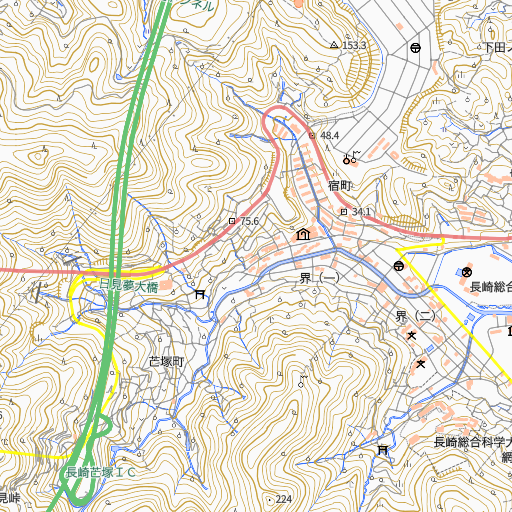 ネル
153.3
下田ノ
48.4
宿町
34.1
75.6
界（一）
長崎総合
日見夢大橋
界（二）
芒塚町
長崎総合科学大
網
長崎芒塚ＩＣ
見峠
224